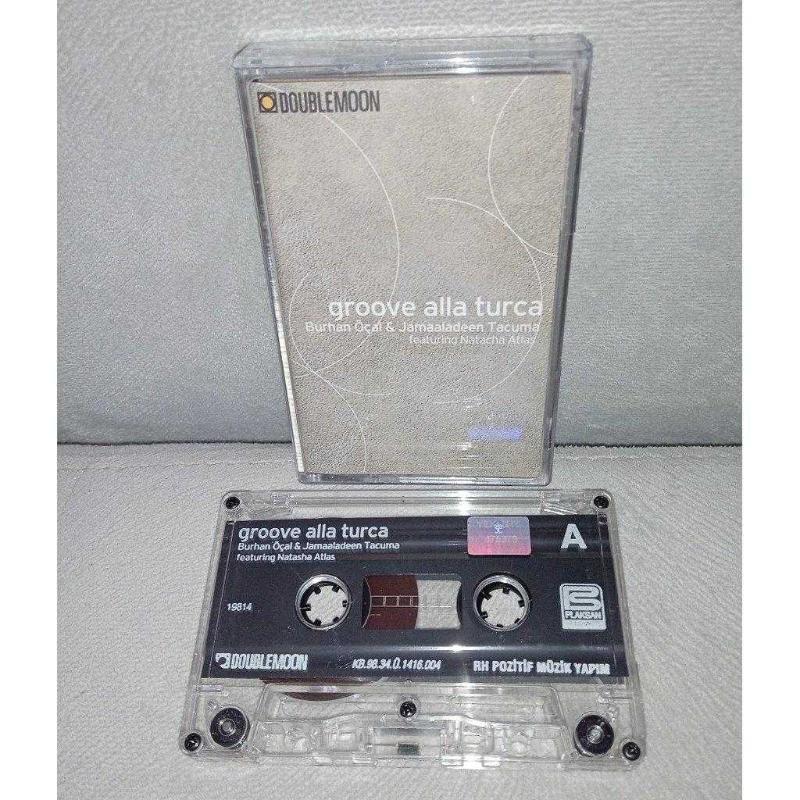 DOUBLEMOON
groove alla turca
Burhan Öçal & Jamaaladeen Tacuma
featuring Natacha Atlas
groove alla turca
Burhan Öçal & Jamaaladeen Tacuma
featuring Natasha Atlas
A
19814
PLAKSAN
DOUBLEMOON
KB.98.34.Ü.1416.004
RH POZİTİF MÜZİK YAPIM